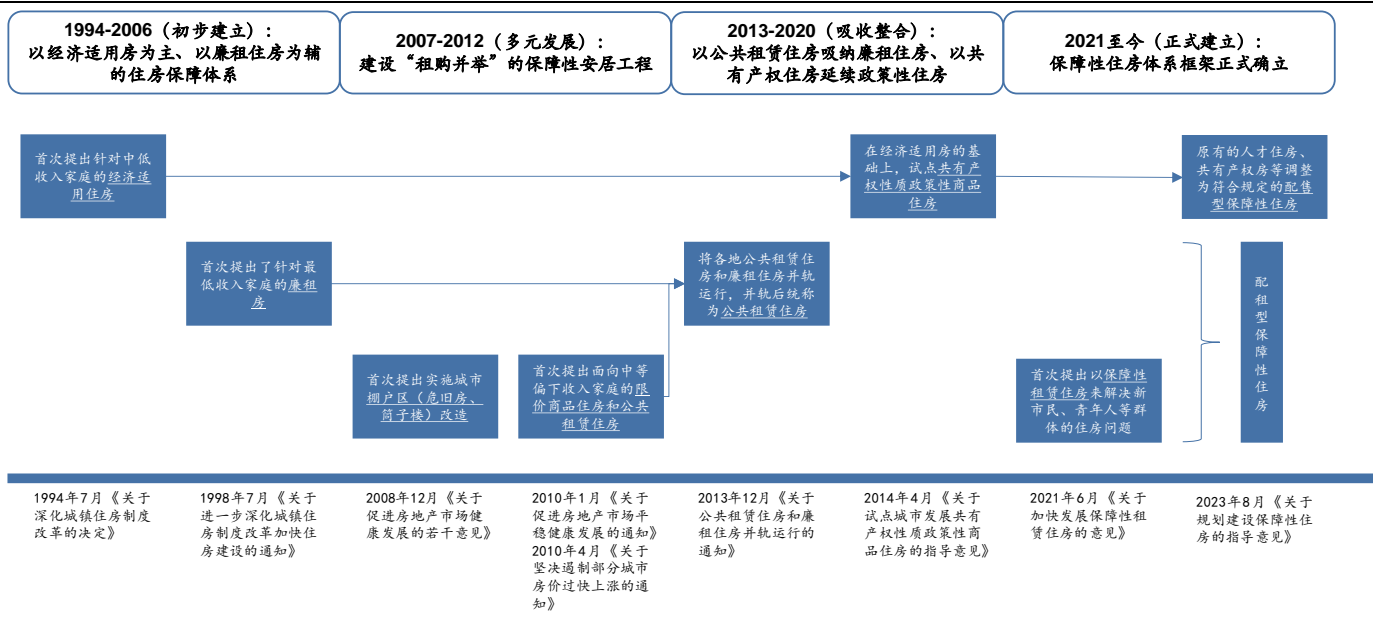 1994-2006（初步建立）：
以经济适用房为主、以廉租住房为辅
的住房保障体系
2007-2012（多元发展）：
建设“租购并举”的保障性安居工程
2013-2020（吸收整合）：
以公共租赁住房吸纳廉租住房、以共
有产权住房延续政策性住房
2021至今（正式建立）：
保障性住房体系框架正式确立
首次提出针对中低
收入家庭的经济适
用住房
在经济适用房的基
础上，试点共有产
权性质政策性商品
住房
原有的人才住房、
共有产权房等调整
为符合规定的配售
型保障性住房
首次提出了针对最
低收入家庭的廉租
房
将各地公共租赁住
房和廉租住房并轨
运行，并轨后统称
为公共租赁住房
配
租
型
保
障
性
住
房
首次提出实施城市
棚户区（危旧房、
筒子楼）改造
首次提出面向中等
偏下收入家庭的限
价商品住房和公共
租赁住房
首次提出以保障性
租赁住房来解决新
市民、青年人等群
体的住房问题
1994年7月《关于
深化城镇住房制度
改革的决定》
1998年7月《关于
进一步深化城镇住
房制度改革加快住
房建设的通知》
2008年12月《关于
促进房地产市场健
康发展的若干意见》
2010年1月《关于
促进房地产市场平
稳健康发展的通知》
2010年4月《关于
坚决遏制部分城市
房价过快上涨的通
知》
2013年12月《关于
公共租赁住房和廉
租住房并轨运行的
通知》
2014年4月《关于
试点城市发展共有
产权性质政策性商
品住房的指导意见》
2021年6月《关于
加快发展保障性租
赁住房的意见》
2023年8月《关于
规划建设保障性住
房的指导意见》